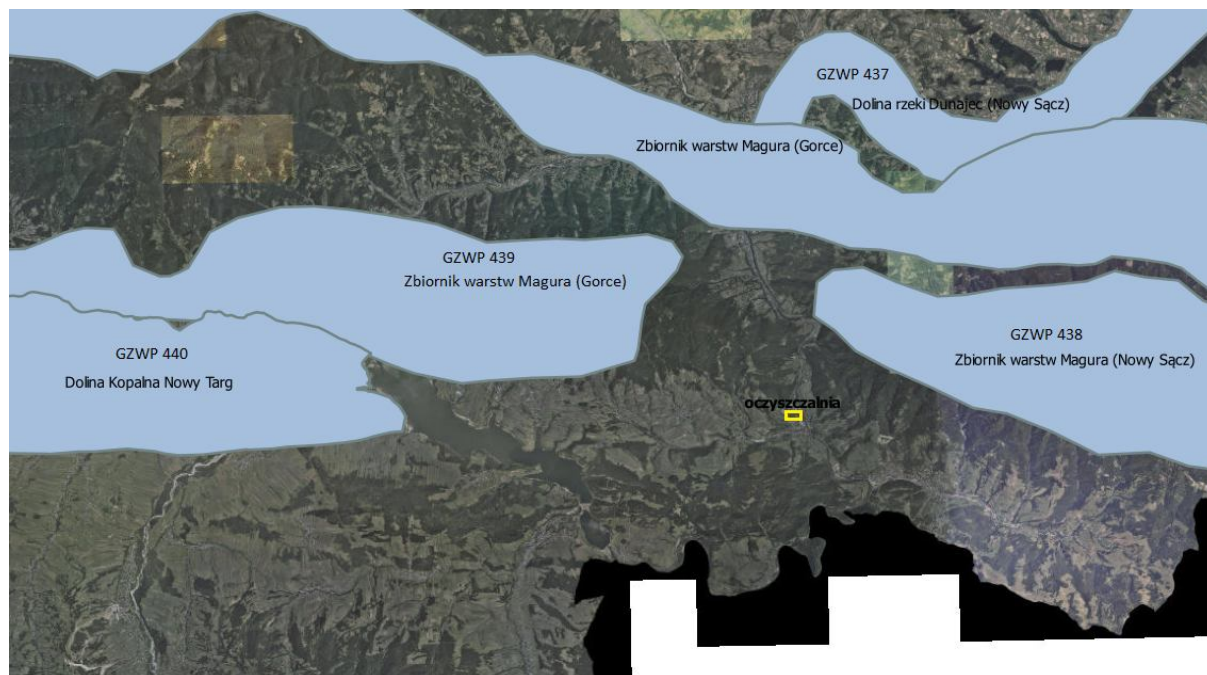 GZWP 437
Dolina rzeki Dunajec (Nowy Sącz)
Zbiornik warstw Magura (Gorce)
GZWP 439
Zbiornik warstw Magura (Gorce)
GZWP 438
Zbiornik warstw Magura (Nowy Sącz)
GZWP 440
Dolina Kopalna Nowy Targ
oczyszczalnia